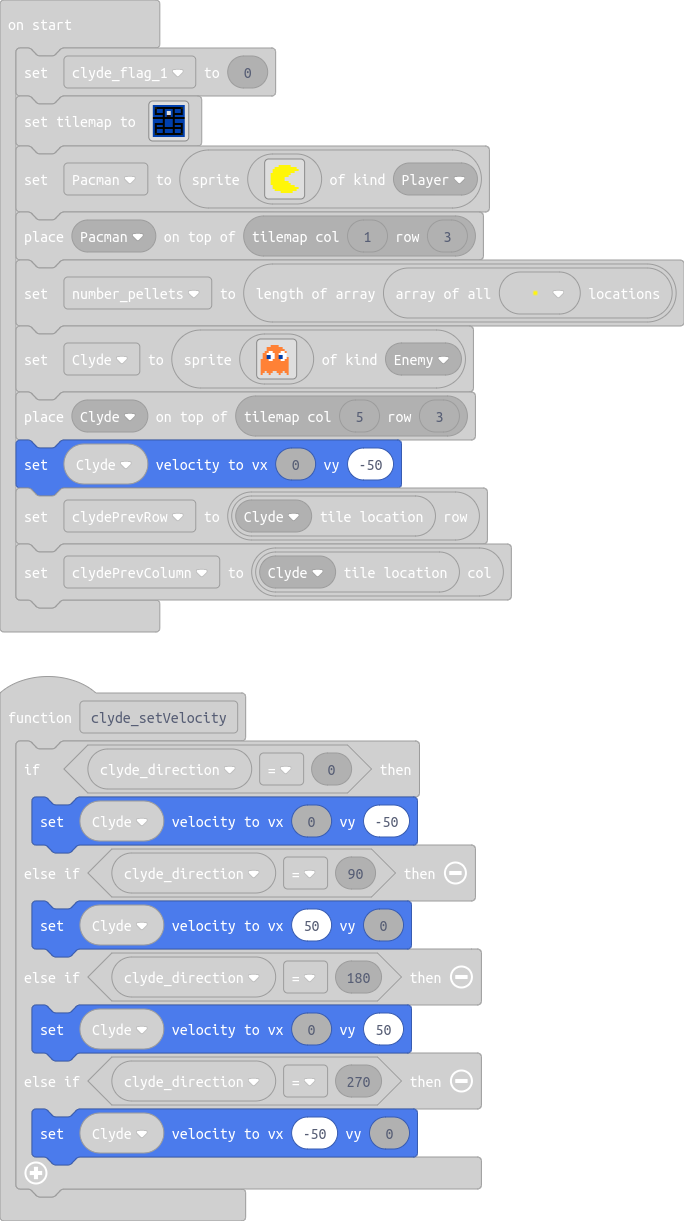 on start
set clyde_flag_1 to 0
set tilemap to
set Pacman to sprite of kind Player
place Pacman on top of tilemap col 1 row 3
set number_pellets to length of array array of all locations
set Clyde to sprite of kind Enemy
place Clyde on top of tilemap col 5 row 3
set Clyde velocity to vx 0 vy -50
set clydePrevRow to Clyde tile location row
set clydePrevColumn to Clyde tile location col
function clyde_setVelocity
if clyde_direction = 0 then
set Clyde velocity to vx 0 vy -50
else if clyde_direction = 90 then
set Clyde velocity to vx 50 vy 0
else if clyde_direction = 180 then
set Clyde velocity to vx 0 vy 50
else if clyde_direction = 270 then
set Clyde velocity to vx -50 vy 0